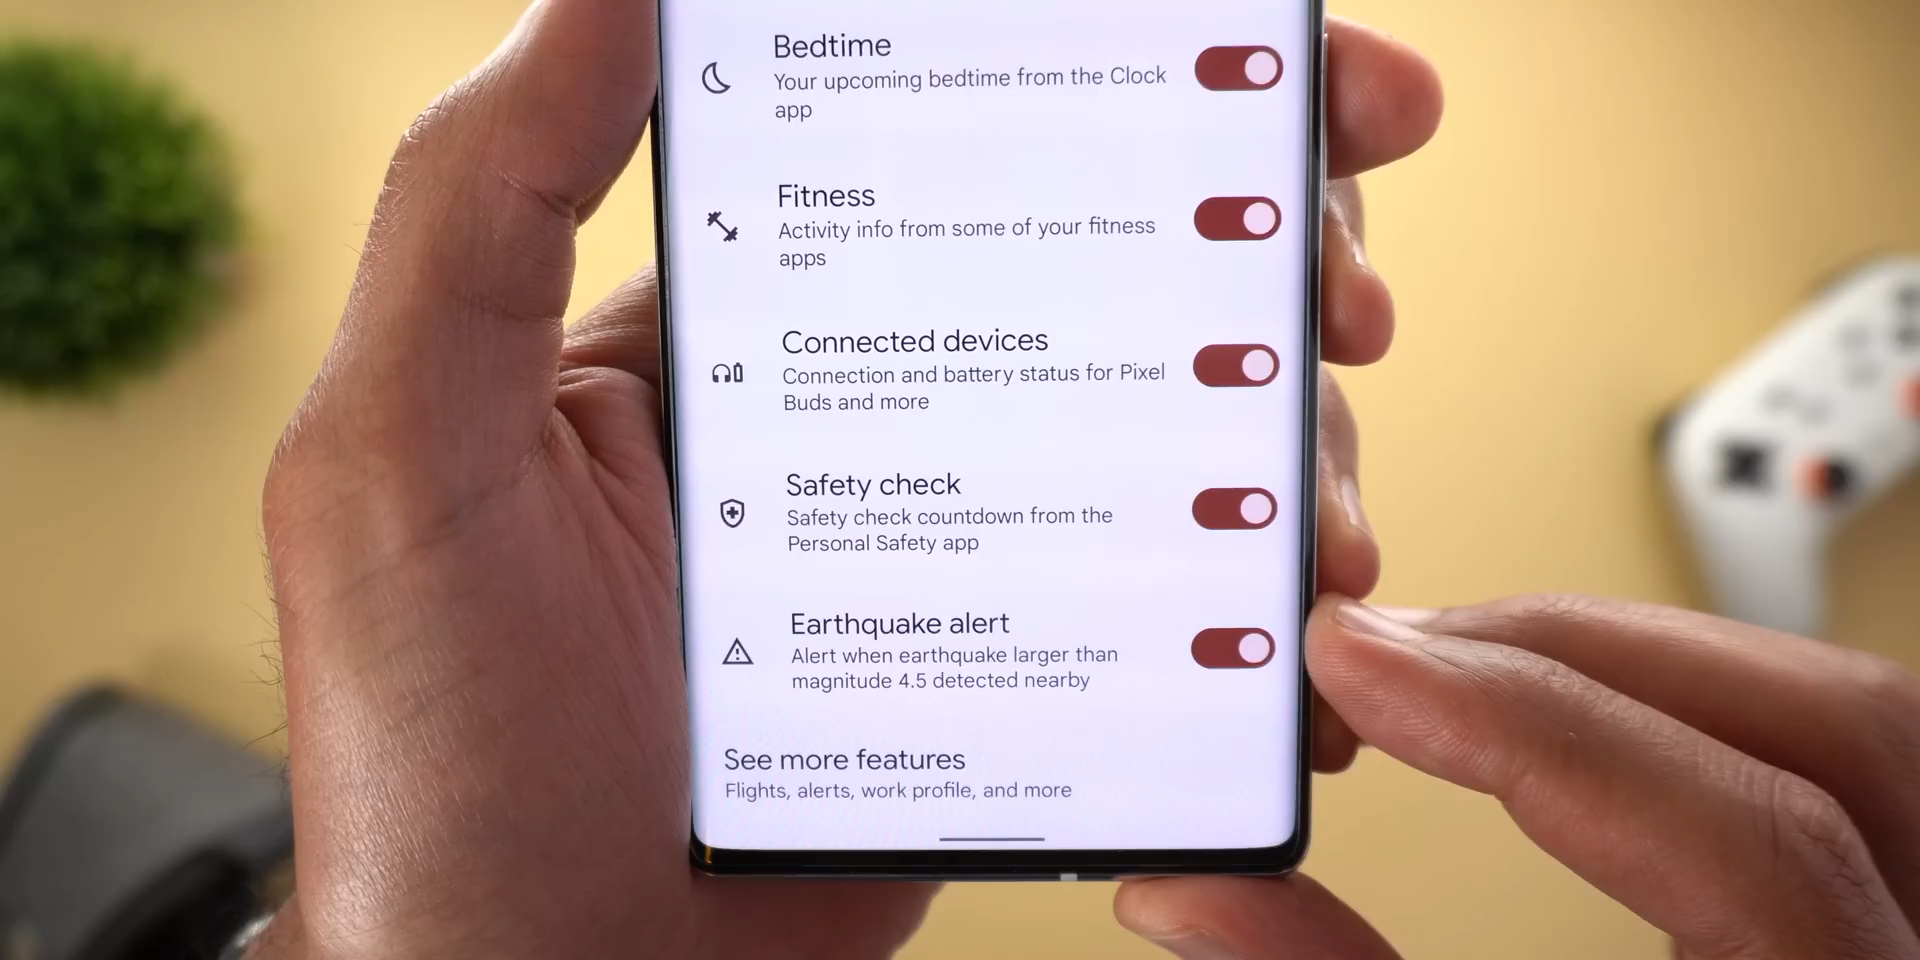 Bedtime
Your upcoming bedtime from the Clock
app
Fitness
Activity info from some of your fitness
apps
Connected devices
Connection and battery status for Pixel
Buds and more
Safety check
Safety check countdown from the
Personal Safety app
Earthquake alert
Alert when earthquake larger than
magnitude 4.5 detected nearby
See more features
Flights, alerts, work profile, and more